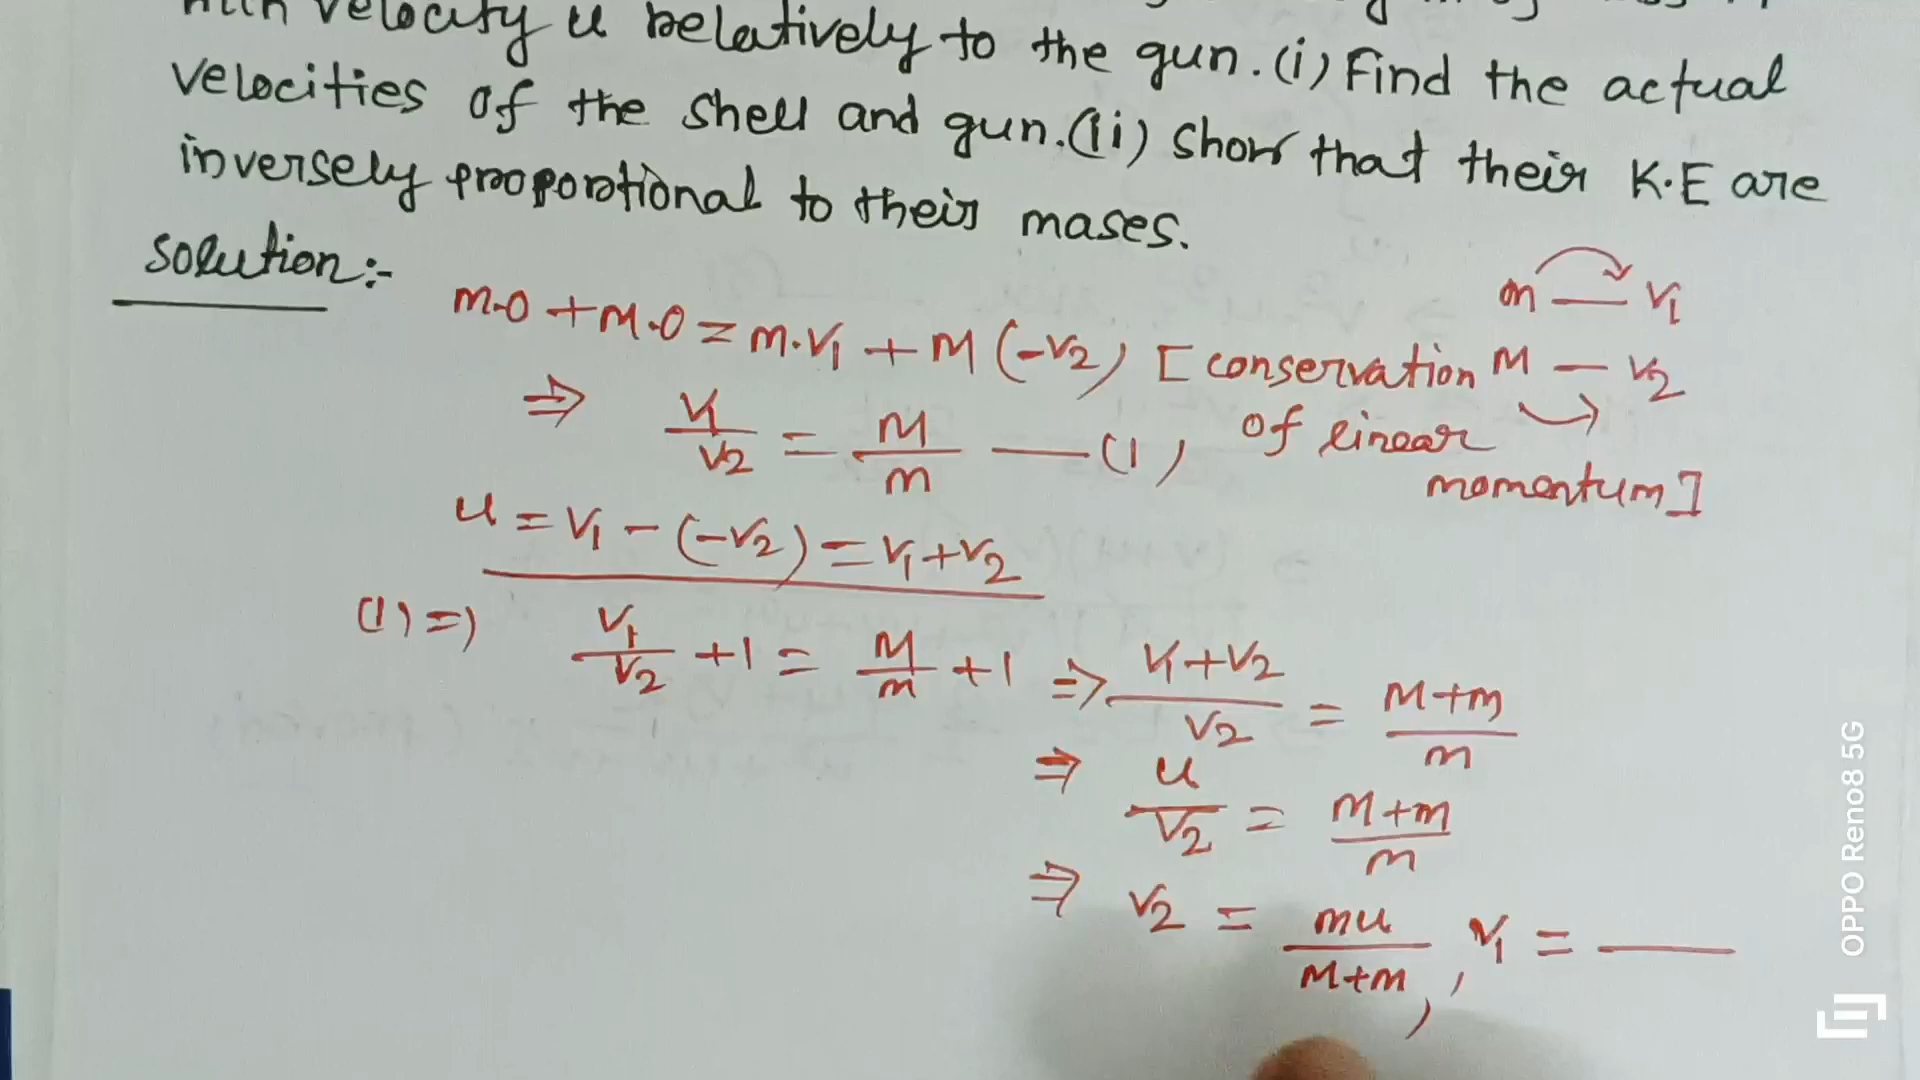 velocity u relatively to the gun. (i) Find the actual
velocities of the shell and gun. (ii) Show that their K.E are
inversely proportional to their mases.
solution:-
m.0 + M.0 = m.v₁ + M(-v₂) [conservation
of linear
momentum]
m — v₁
M — v₂
⇒ v₁/v₂ = M/m — (1)
u = v₁ - (-v₂) = v₁+v₂
(1) ⇒ v₁/v₂ + 1 = M/m + 1 ⇒ v₁+v₂/v₂ = M+m/m
⇒ u/v₂ = M+m/m
⇒ v₂ = mu/M+m, v₁ = —
OPPO Reno8 5G